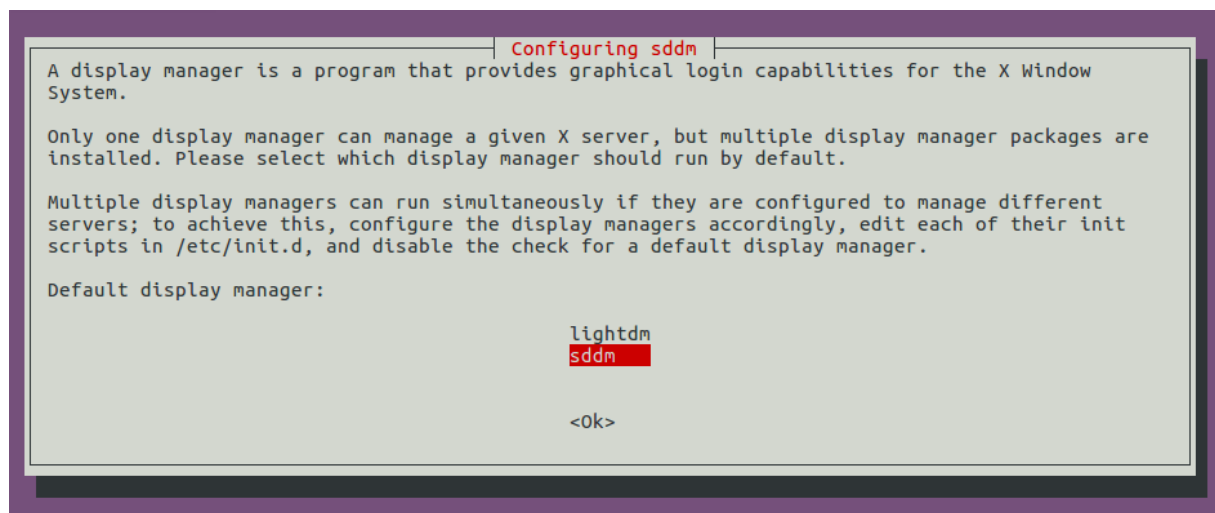 Configuring sddm
A display manager is a program that provides graphical login capabilities for the X Window
System.
Only one display manager can manage a given X server, but multiple display manager packages are
installed. Please select which display manager should run by default.
Multiple display managers can run simultaneously if they are configured to manage different
servers; to achieve this, configure the display managers accordingly, edit each of their init
scripts in /etc/init.d, and disable the check for a default display manager.
Default display manager:
lightdm
sddm
<Ok>